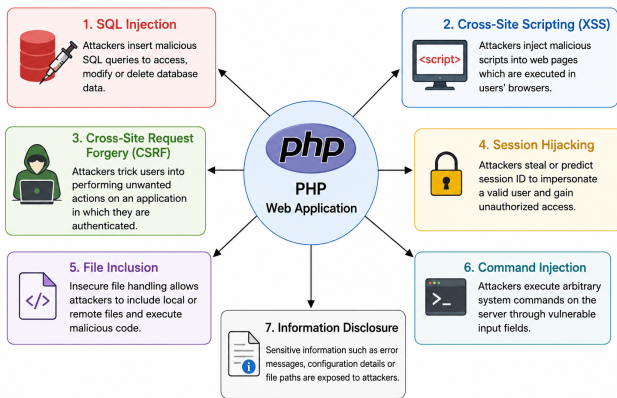 1. SQL Injection
Attackers insert malicious
SQL queries to access,
modify or delete database
data.
2. Cross-Site Scripting (XSS)
<script>
Attackers inject malicious
scripts into web pages
which are executed in
users' browsers.
3. Cross-Site Request
Forgery (CSRF)
Attackers trick users into
performing unwanted
actions on an application
in which they are
authenticated.
php
PHP
Web Application
4. Session Hijacking
Attackers steal or predict
session ID to impersonate
a valid user and gain
unauthorized access.
5. File Inclusion
</>
Insecure file handling allows
attackers to include local or
remote files and execute
malicious code.
6. Command Injection
>_
Attackers execute arbitrary
system commands on the
server through vulnerable
input fields.
7. Information Disclosure
i
Sensitive information such as error
messages, configuration details or
file paths are exposed to attackers.